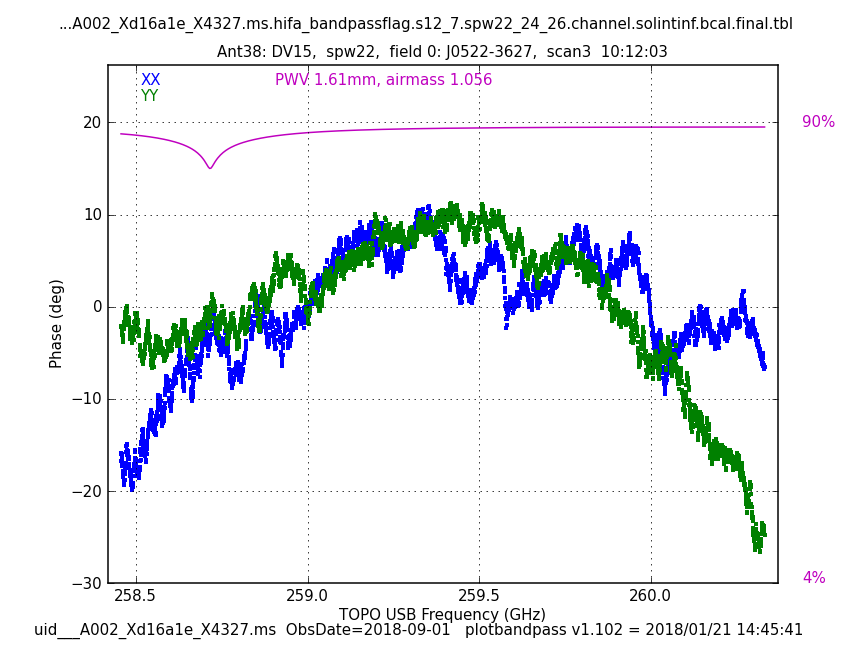 ...A002_Xd16a1e_X4327.ms.hifa_bandpassflag.s12_7.spw22_24_26.channel.solintinf.bcal.final.tbl
Ant38: DV15,  spw22,  field 0: J0522-3627,  scan3  10:12:03
XX
YY
PWV 1.61mm, airmass 1.056
90%
4%
20
10
0
−10
−20
−30
Phase (deg)
258.5
259.0
259.5
260.0
TOPO USB Frequency (GHz)
uid___A002_Xd16a1e_X4327.ms  ObsDate=2018-09-01   plotbandpass v1.102 = 2018/01/21 14:45:41